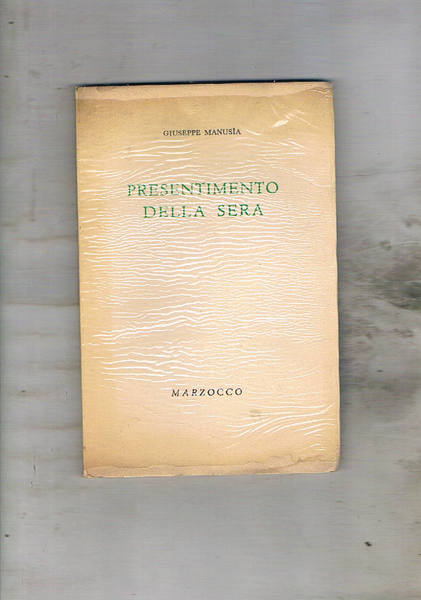 GIUSEPPE MANUSÌA
PRESENTIMENTO
DELLA SERA
MARZOCCO